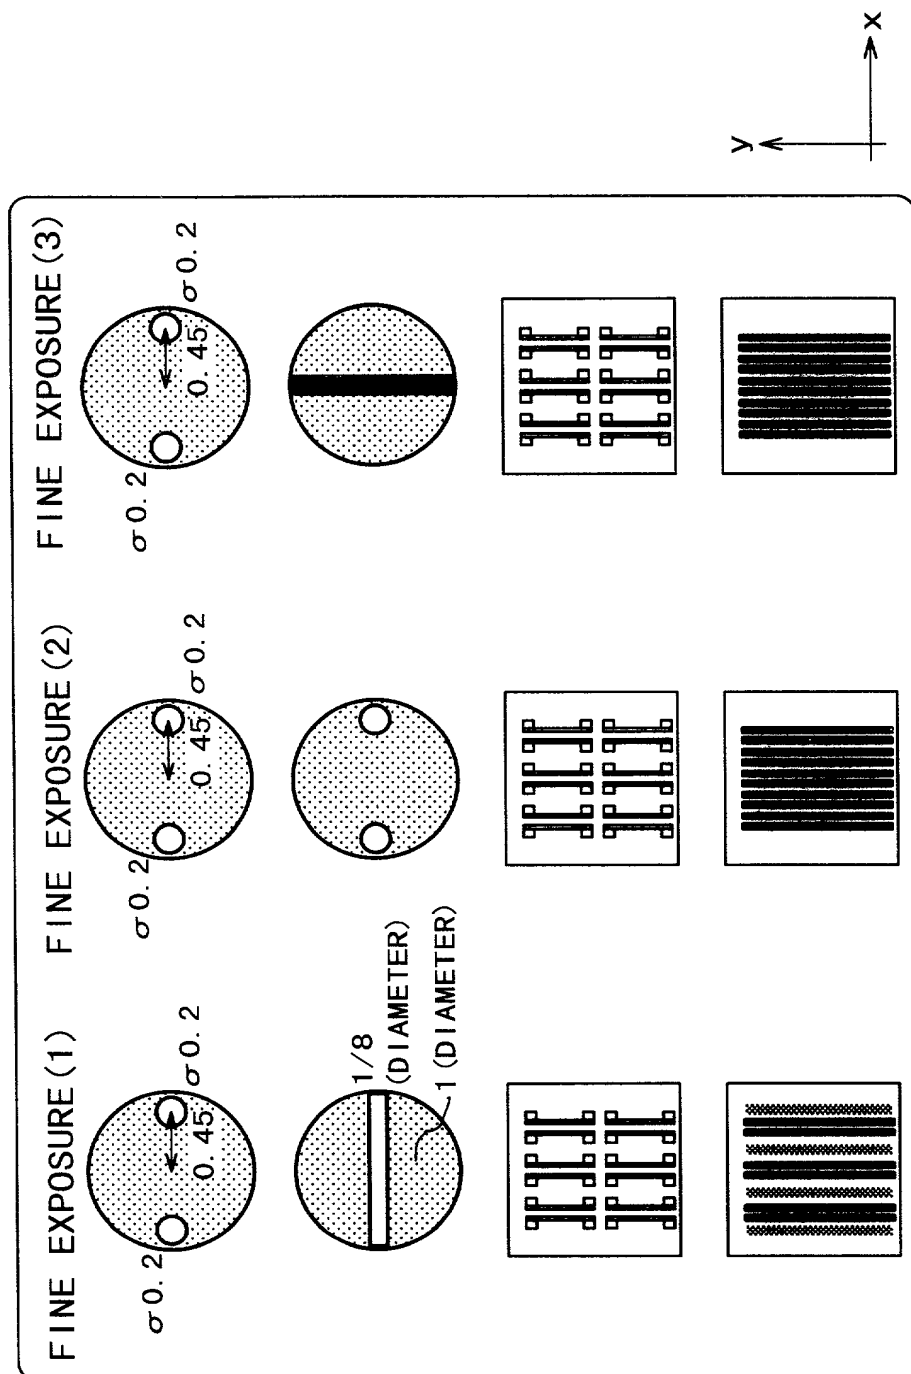 FINE EXPOSURE(1)
σ0.2
σ0.2
0.45
1/8
(DIAMETER)
1(DIAMETER)
FINE EXPOSURE(2)
σ0.2
σ0.2
0.45
FINE EXPOSURE(3)
σ0.2
σ0.2
0.45
y
x